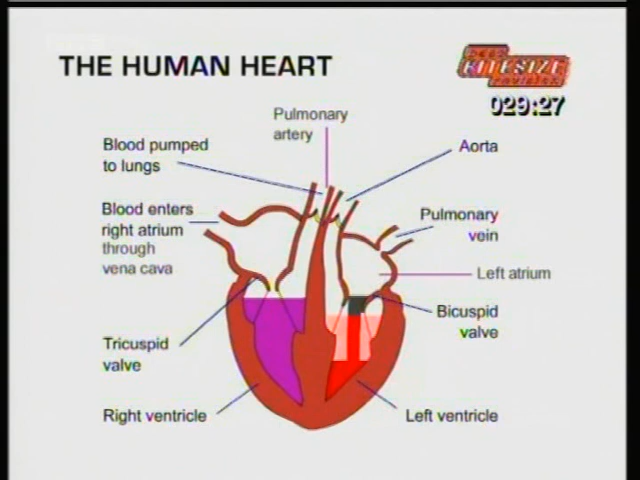 THE HUMAN HEART
BITESIZE
029:27
Pulmonary
artery
Blood pumped
to lungs
Aorta
Blood enters
right atrium
through
vena cava
Pulmonary
vein
Left atrium
Bicuspid
valve
Tricuspid
valve
Right ventricle
Left ventricle